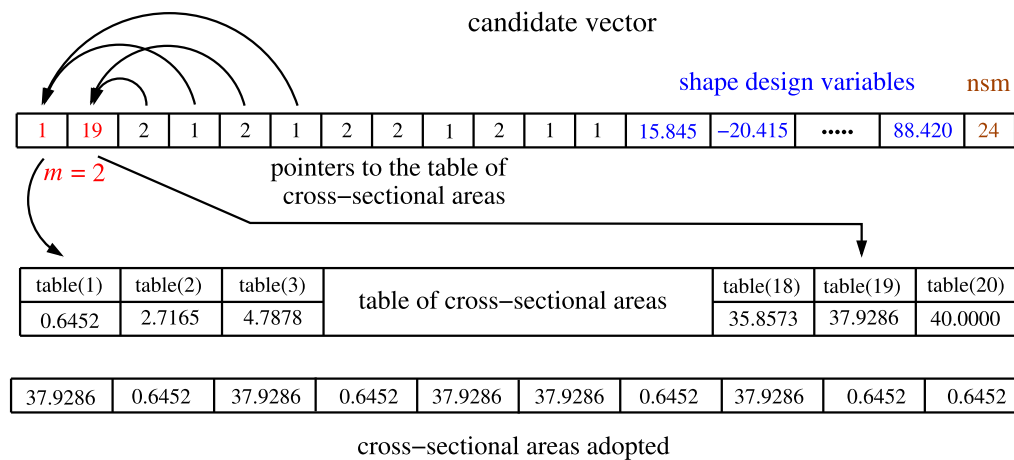 candidate vector
shape design variables nsm
1 19 2 1 2 1 2 2 1 2 1 1 15.845 −20.415 ..... 88.420 24
m = 2
pointers to the table of
cross−sectional areas
table(1) table(2) table(3) table of cross−sectional areas table(18) table(19) table(20)
0.6452 2.7165 4.7878 35.8573 37.9286 40.0000
37.9286 0.6452 37.9286 0.6452 37.9286 37.9286 0.6452 37.9286 0.6452 0.6452
cross−sectional areas adopted